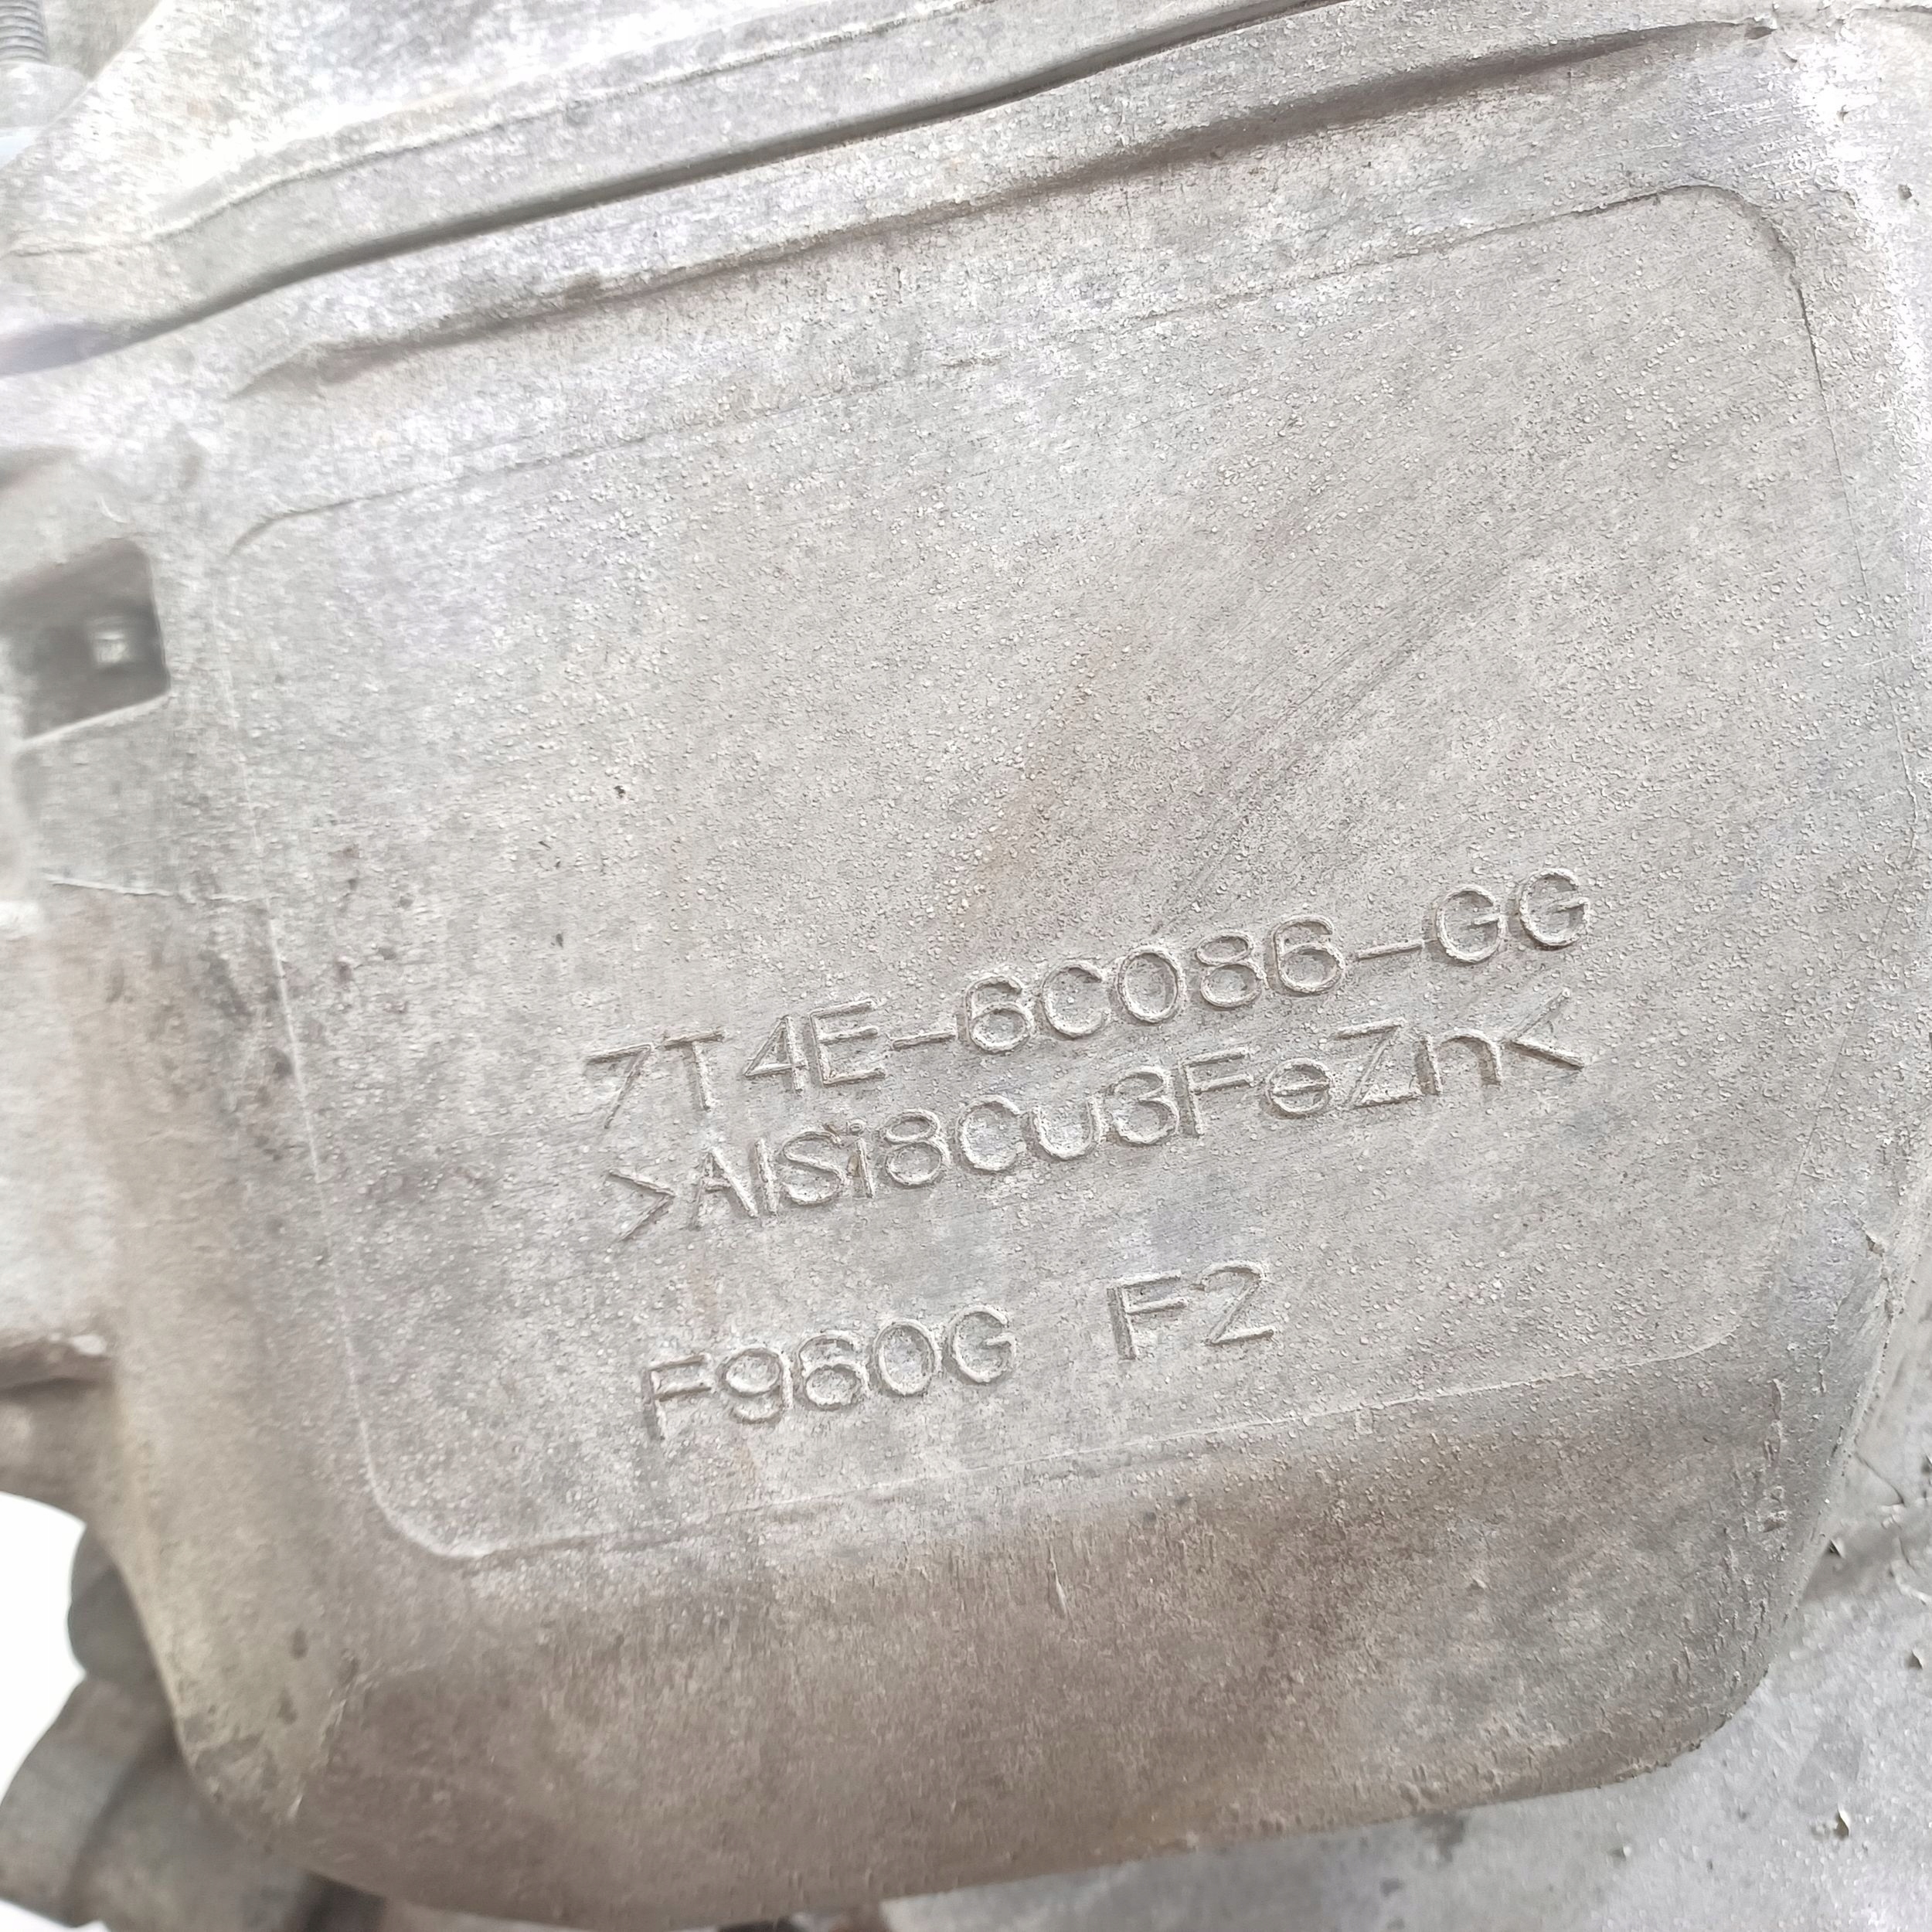 7T4E-6C086-GG
>AlSi8Cu3FeZn<
F960G F2